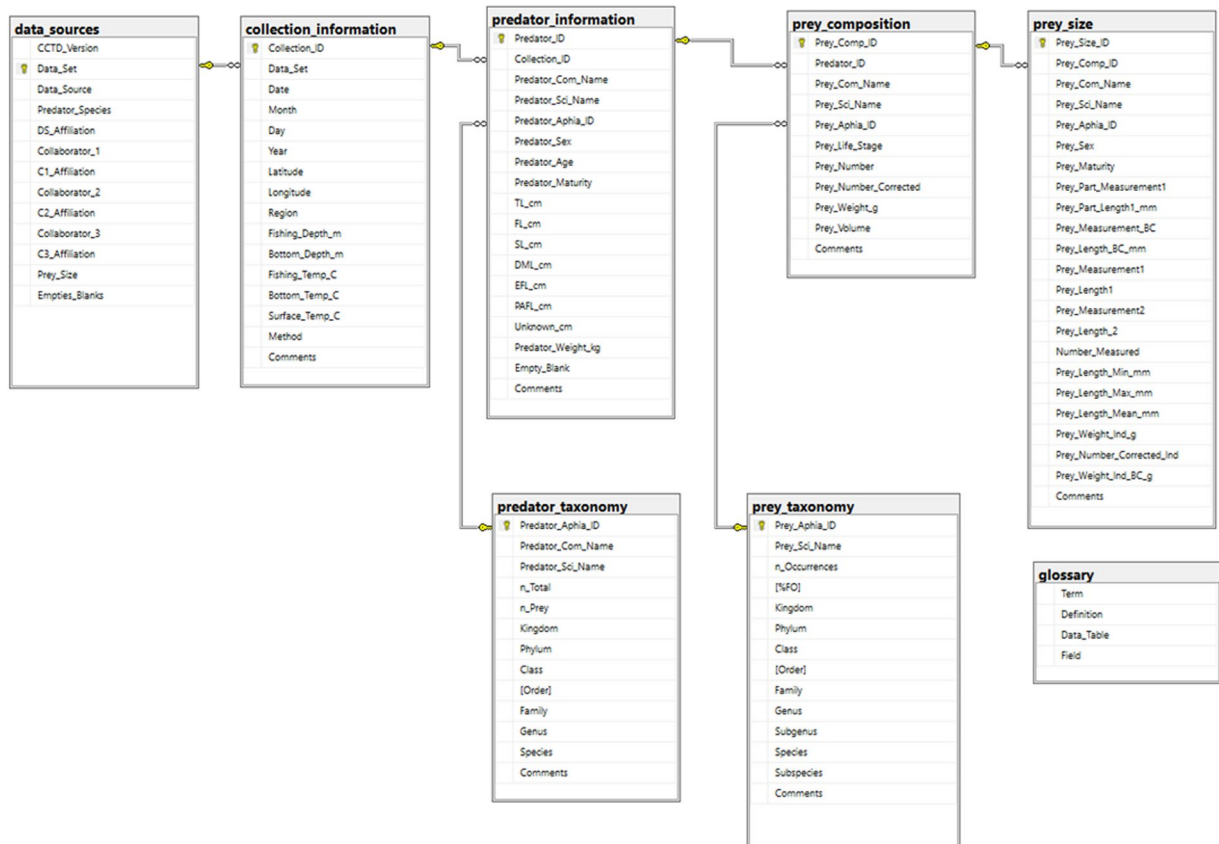 data_sources
CCTD_Version
Data_Set
Data_Source
Predator_Species
DS_Affiliation
Collaborator_1
C1_Affiliation
Collaborator_2
C2_Affiliation
Collaborator_3
C3_Affiliation
Prey_Size
Empties_Blanks
collection_information
Collection_ID
Data_Set
Date
Month
Day
Year
Latitude
Longitude
Region
Fishing_Depth_m
Bottom_Depth_m
Fishing_Temp_C
Bottom_Temp_C
Surface_Temp_C
Method
Comments
predator_information
Predator_ID
Collection_ID
Predator_Com_Name
Predator_Sci_Name
Predator_Aphia_ID
Predator_Sex
Predator_Age
Predator_Maturity
TL_cm
FL_cm
SL_cm
DML_cm
EFL_cm
PAFL_cm
Unknown_cm
Predator_Weight_kg
Empty_Blank
Comments
prey_composition
Prey_Comp_ID
Predator_ID
Prey_Com_Name
Prey_Sci_Name
Prey_Aphia_ID
Prey_Life_Stage
Prey_Number
Prey_Number_Corrected
Prey_Weight_g
Prey_Volume
Comments
prey_size
Prey_Size_ID
Prey_Comp_ID
Prey_Com_Name
Prey_Sci_Name
Prey_Aphia_ID
Prey_Sex
Prey_Maturity
Prey_Part_Measurement1
Prey_Part_Length1_mm
Prey_Measurement_BC
Prey_Length_BC_mm
Prey_Measurement1
Prey_Length1
Prey_Measurement2
Prey_Length_2
Number_Measured
Prey_Length_Min_mm
Prey_Length_Max_mm
Prey_Length_Mean_mm
Prey_Weight_Ind_g
Prey_Number_Corrected_Ind
Prey_Weight_Ind_BC_g
Comments
predator_taxonomy
Predator_Aphia_ID
Predator_Com_Name
Predator_Sci_Name
n_Total
n_Prey
Kingdom
Phylum
Class
[Order]
Family
Genus
Species
Comments
prey_taxonomy
Prey_Aphia_ID
Prey_Sci_Name
n_Occurrences
[%FO]
Kingdom
Phylum
Class
[Order]
Family
Genus
Subgenus
Species
Subspecies
Comments
glossary
Term
Definition
Data_Table
Field